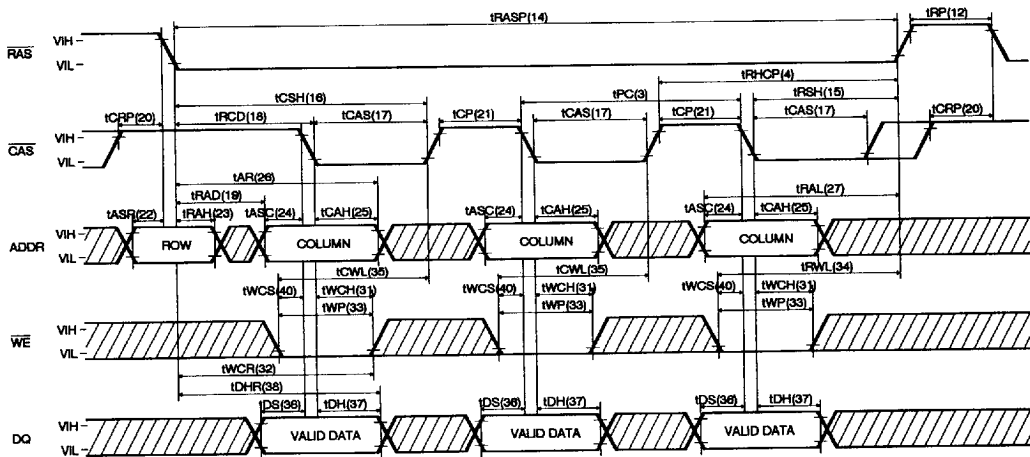 tRASP(14) tRP(12)
RAS VIH VIL
tRHCP(4)
tCSH(16) tPC(3) tRSH(15)
tCRP(20) tRCD(18) tCAS(17) tCP(21) tCAS(17) tCP(21) tCAS(17) tCRP(20)
CAS VIH VIL
tAR(26)
tRAD(19) tRAL(27)
tASR(22) tRAH(23) tASC(24) tCAH(25) tASC(24) tCAH(25) tASC(24) tCAH(25)
ADDR VIH VIL ROW COLUMN COLUMN COLUMN
tCWL(35) tCWL(35) tRWL(34)
tWCS(40) tWCH(31) tWCS(40) tWCH(31) tWCS(40) tWCH(31)
tWP(33) tWP(33) tWP(33)
WE VIH VIL
tWCR(32)
tDHR(38)
tDS(36) tDH(37) tDS(36) tDH(37) tDS(36) tDH(37)
DQ VIH VIL VALID DATA VALID DATA VALID DATA